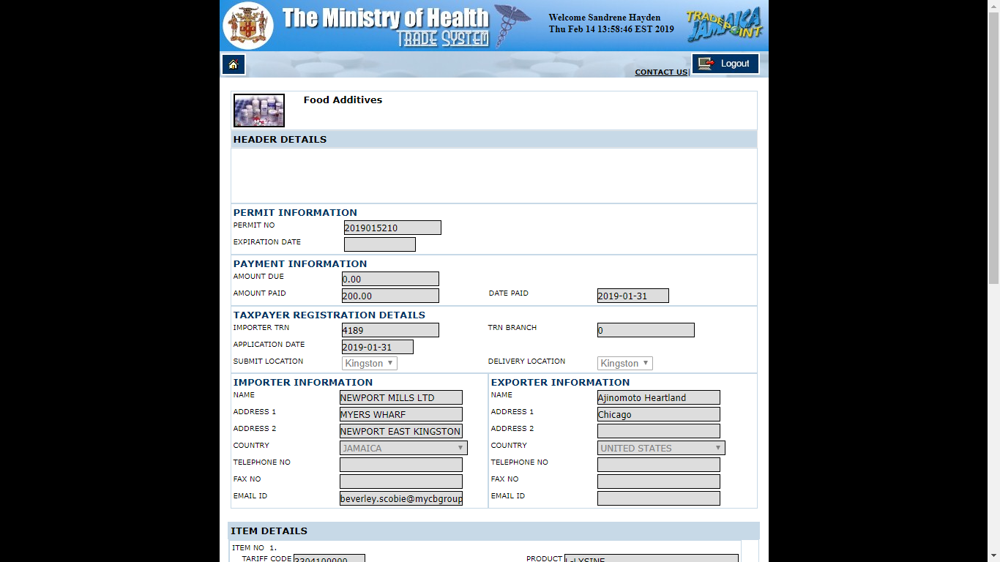 The Ministry of Health
TRADE SYSTEM
Welcome Sandrene Hayden
Thu Feb 14 13:58:46 EST 2019
TRADEPOINT
JAMAICA
CONTACT US|
Logout
Food Additives
HEADER DETAILS
PERMIT INFORMATION
PERMIT NO 2019015210
EXPIRATION DATE
PAYMENT INFORMATION
AMOUNT DUE 0.00
AMOUNT PAID 200.00 DATE PAID 2019-01-31
TAXPAYER REGISTRATION DETAILS
IMPORTER TRN 4189 TRN BRANCH 0
APPLICATION DATE 2019-01-31
SUBMIT LOCATION Kingston DELIVERY LOCATION Kingston
IMPORTER INFORMATION
NAME NEWPORT MILLS LTD
ADDRESS 1 MYERS WHARF
ADDRESS 2 NEWPORT EAST KINGSTON
COUNTRY JAMAICA
TELEPHONE NO
FAX NO
EMAIL ID beverley.scobie@mycbgroup
EXPORTER INFORMATION
NAME Ajinomoto Heartland
ADDRESS 1 Chicago
ADDRESS 2
COUNTRY UNITED STATES
TELEPHONE NO
FAX NO
EMAIL ID
ITEM DETAILS
ITEM NO 1.
TARIFF CODE 3304100000 PRODUCT L-LYSINE